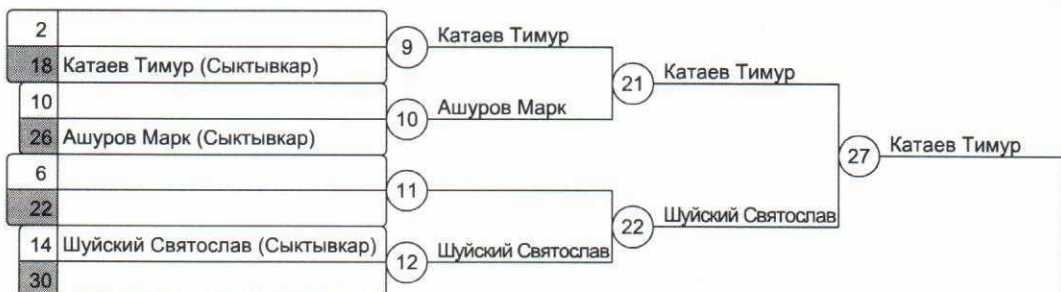 2
9 Катаев Тимур
18 Катаев Тимур (Сыктывкар)
21 Катаев Тимур
10
10 Ашуров Марк
26 Ашуров Марк (Сыктывкар)
27 Катаев Тимур
6
11
22
22 Шуйский Святослав
14 Шуйский Святослав (Сыктывкар)
12 Шуйский Святослав
30